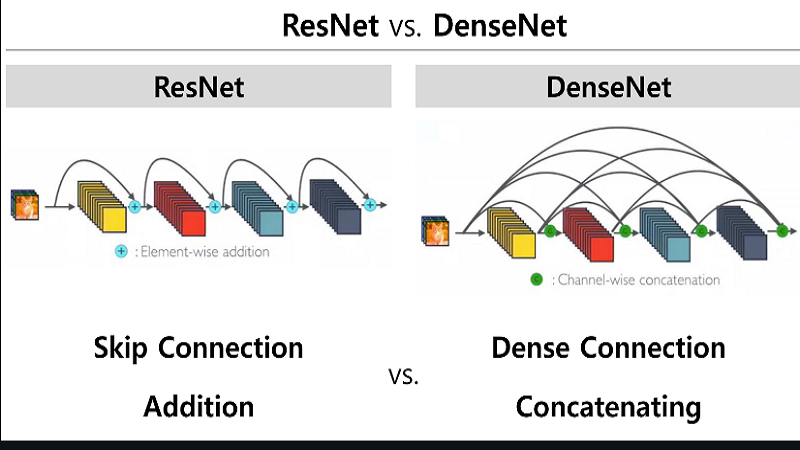 ResNet vs. DenseNet
ResNet
DenseNet
+ : Element-wise addition
C : Channel-wise concatenation
Skip Connection
Dense Connection
vs.
Addition
Concatenating